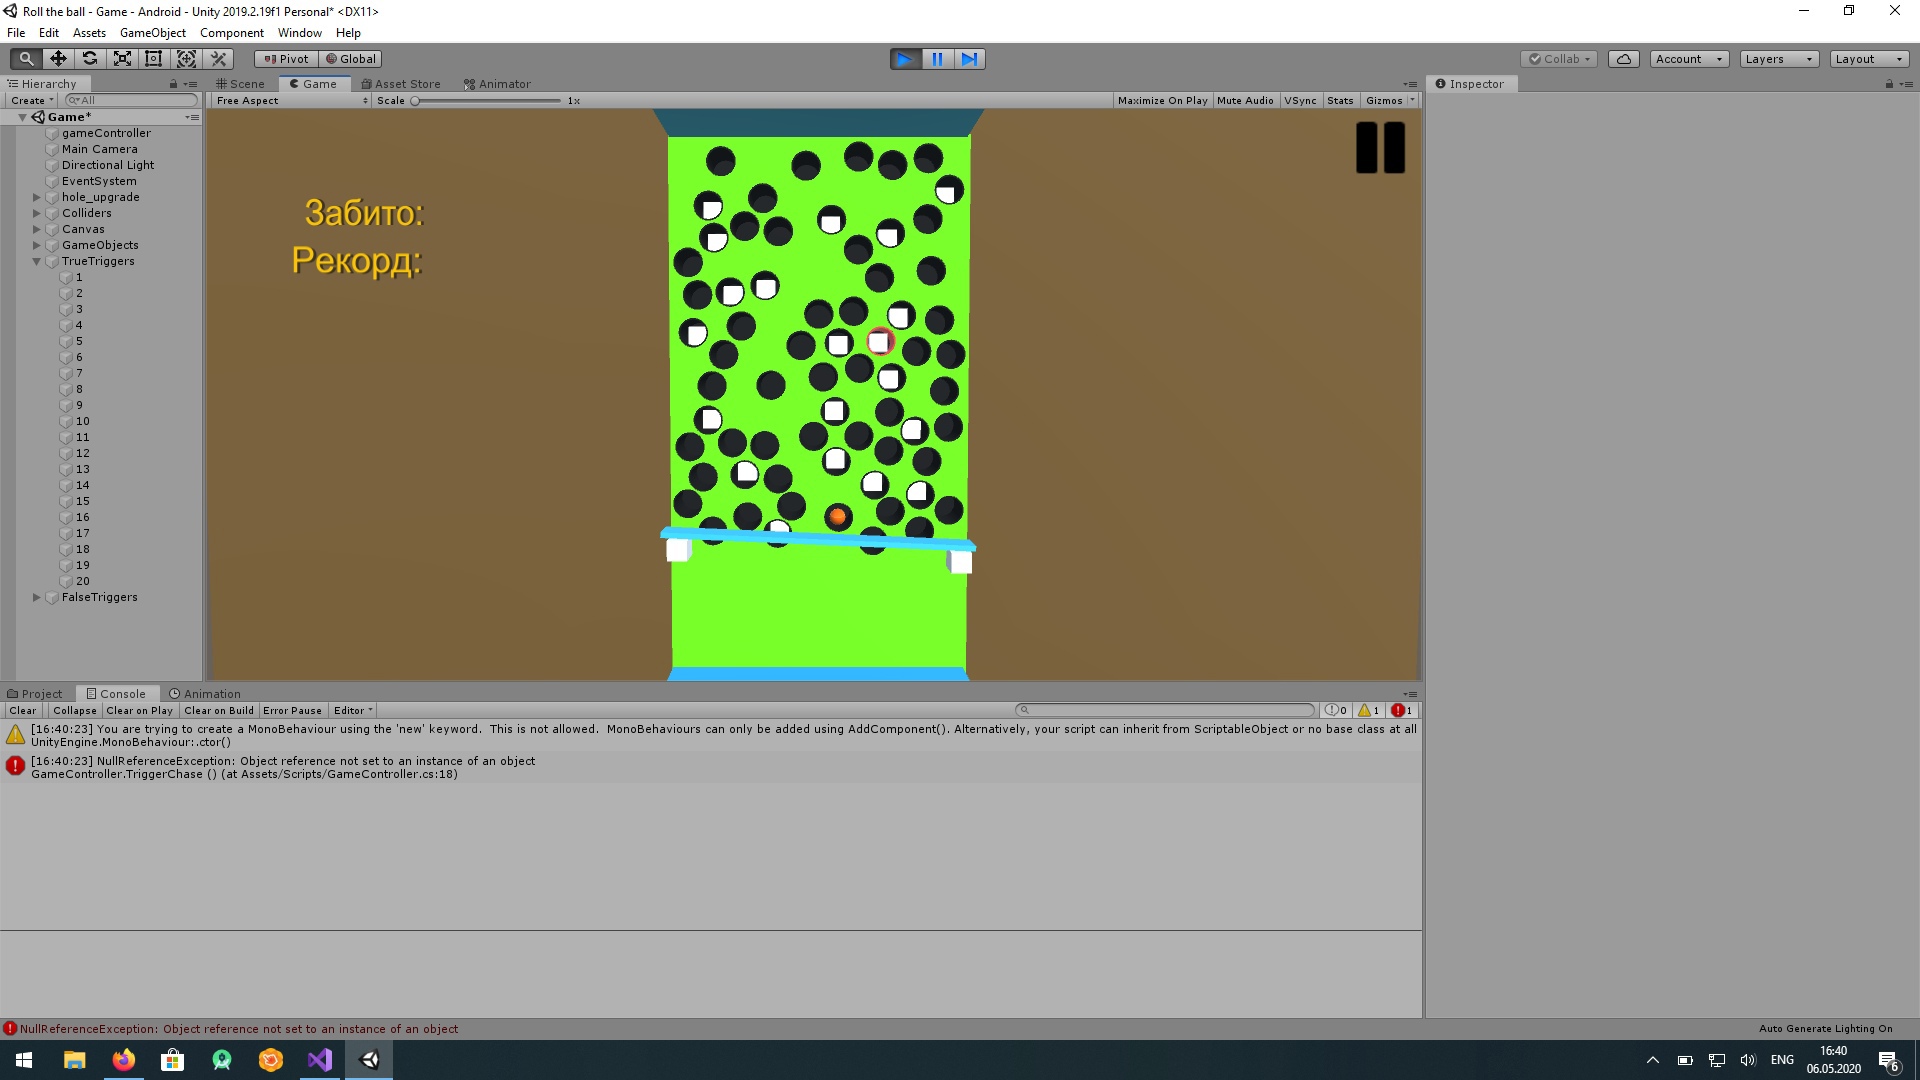 Roll the ball - Game - Android - Unity 2019.2.19f1 Personal* <DX11>
File Edit Assets GameObject Component Window Help
Pivot Global Collab Account Layers Layout
Hierarchy Scene Game Asset Store Animator Inspector
Create All Free Aspect Scale 1x Maximize On Play Mute Audio VSync Stats Gizmos
Game*
gameController
Main Camera
Directional Light
EventSystem
hole_upgrade
Colliders
Canvas
GameObjects
TrueTriggers
1
2
3
4
5
6
7
8
9
10
11
12
13
14
15
16
17
18
19
20
FalseTriggers
Забито:
Рекорд:
Project Console Animation
Clear Collapse Clear on Play Clear on Build Error Pause Editor 0 1 1
[16:40:23] You are trying to create a MonoBehaviour using the 'new' keyword.  This is not allowed.  MonoBehaviours can only be added using AddComponent(). Alternatively, your script can inherit from ScriptableObject or no base class at all
UnityEngine.MonoBehaviour:.ctor()
[16:40:23] NullReferenceException: Object reference not set to an instance of an object
GameController.TriggerChase () (at Assets/Scripts/GameController.cs:18)
NullReferenceException: Object reference not set to an instance of an object
Auto Generate Lighting On
ENG 16:40
06.05.2020
6